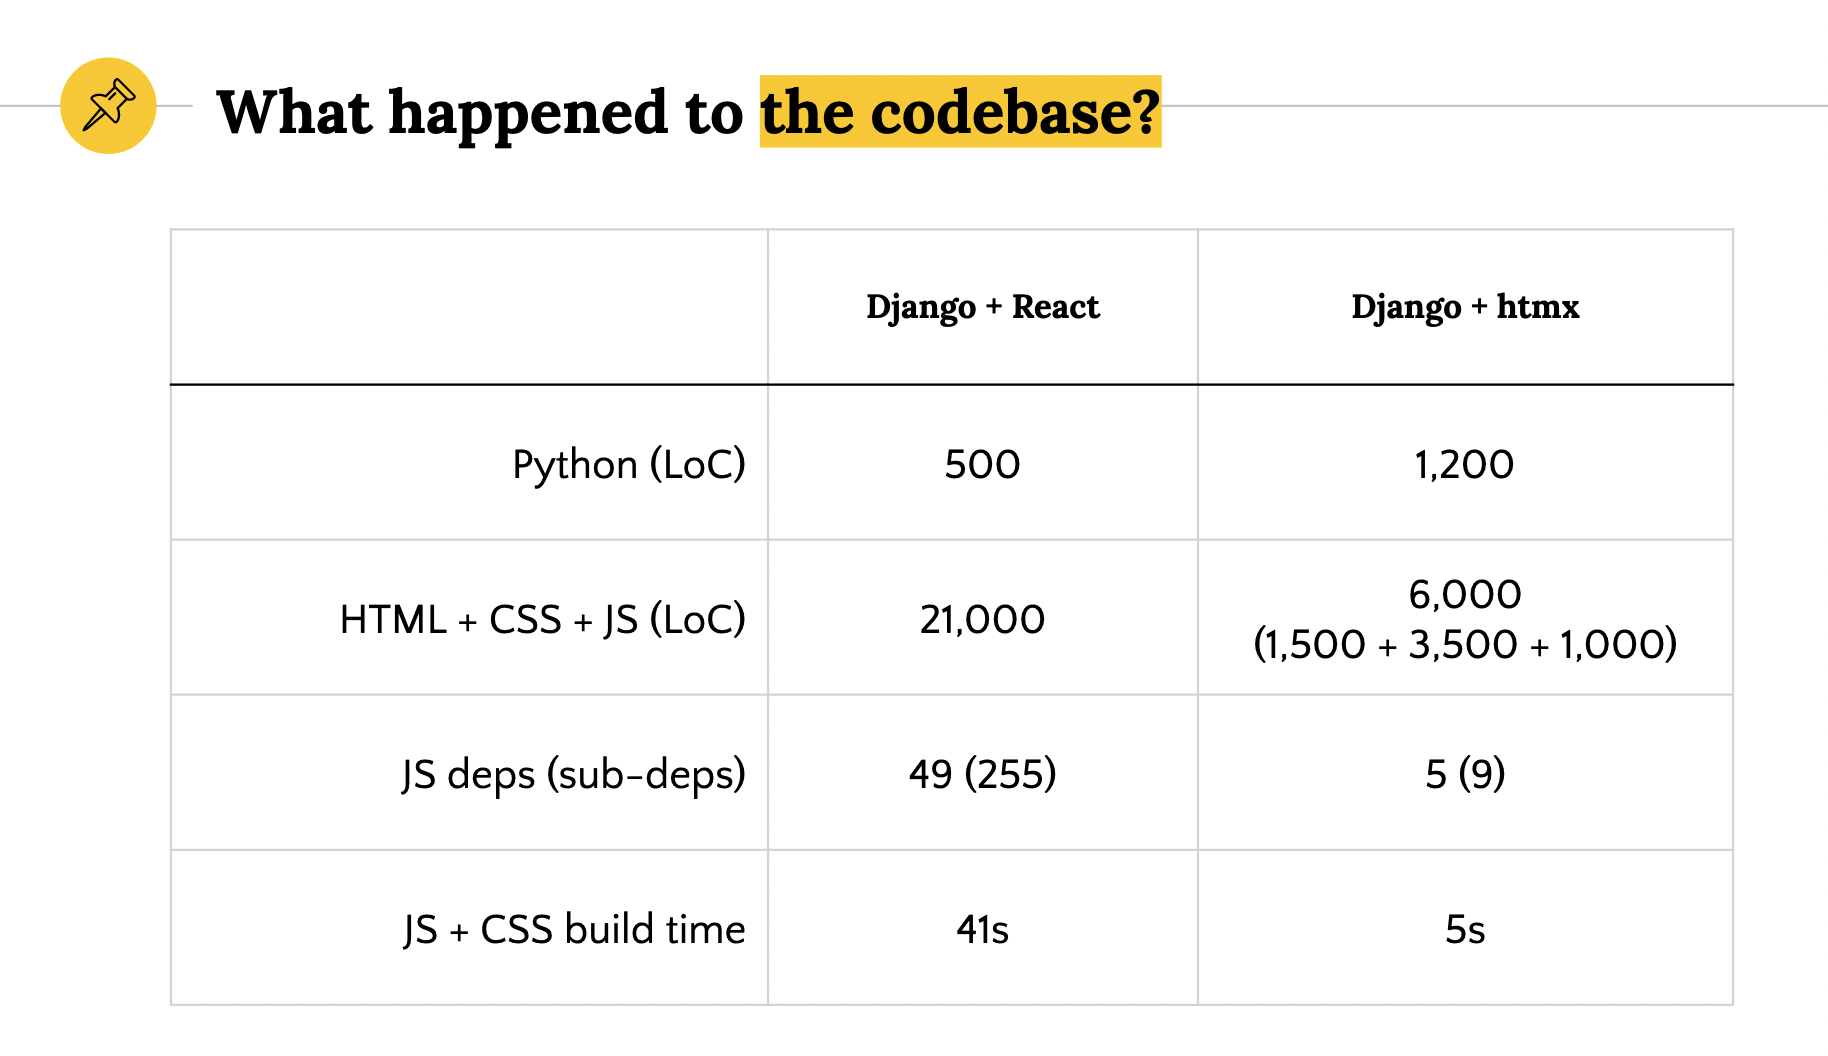 What happened to the codebase?
Django + React
Django + htmx
Python (LoC)
500
1,200
HTML + CSS + JS (LoC)
21,000
6,000
(1,500 + 3,500 + 1,000)
JS deps (sub-deps)
49 (255)
5 (9)
JS + CSS build time
41s
5s